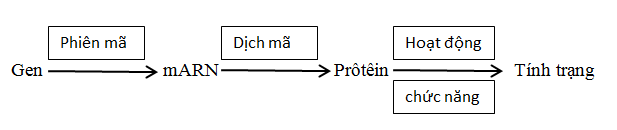 Phiên mã Dịch mã Hoạt động
Gen mARN Prôtêin Tính trạng
chức năng